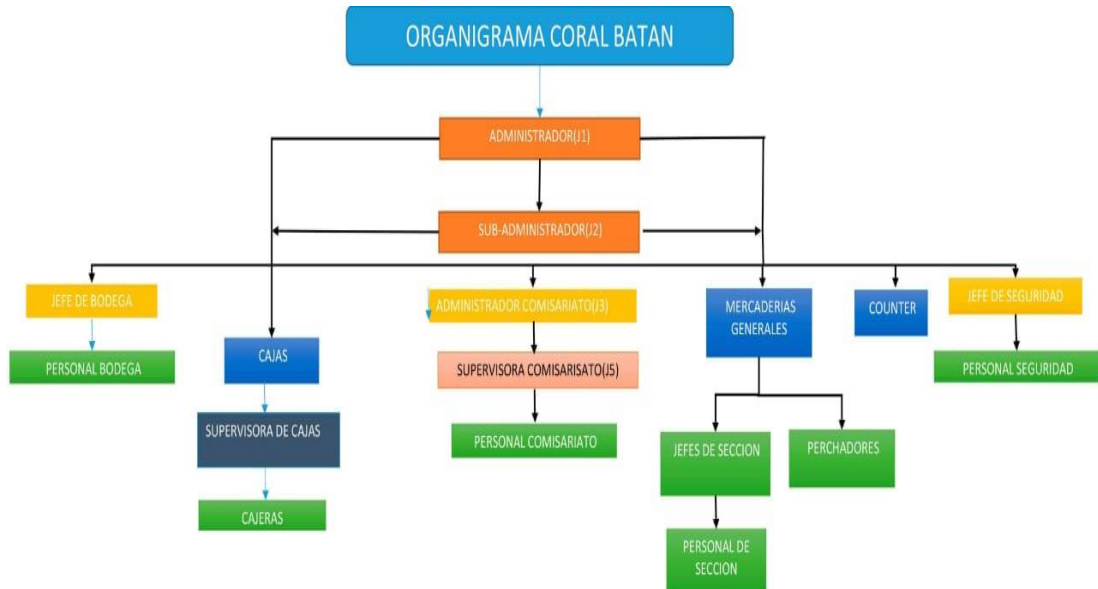 ORGANIGRAMA CORAL BATAN
ADMINISTRADOR(J1)
SUB-ADMINISTRADOR(J2)
JEFE DE BODEGA
ADMINISTRADOR COMISARIATO(J3)
MERCADERIAS
GENERALES
COUNTER
JEFE DE SEGURIDAD
PERSONAL BODEGA
CAJAS
SUPERVISORA COMISARISATO(J5)
PERSONAL SEGURIDAD
SUPERVISORA DE CAJAS
PERSONAL COMISARIATO
JEFES DE SECCION
PERCHADORES
CAJERAS
PERSONAL DE
SECCION